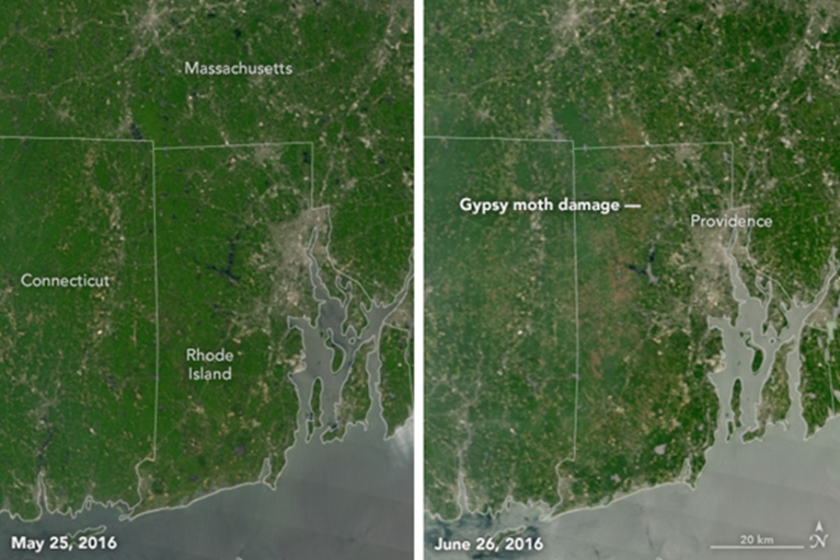 Massachusetts
Connecticut
Rhode
Island
May 25, 2016
Gypsy moth damage —
Providence
June 26, 2016
20 km
N